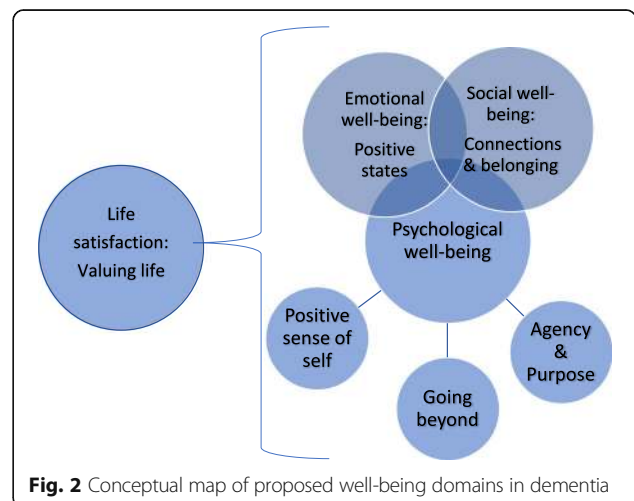 Life
satisfaction:
Valuing life
Emotional
well-being:
Positive
states
Social well-
being:
Connections
& belonging
Psychological
well-being
Positive
sense of
self
Going
beyond
Agency
&
Purpose
Fig. 2 Conceptual map of proposed well-being domains in dementia